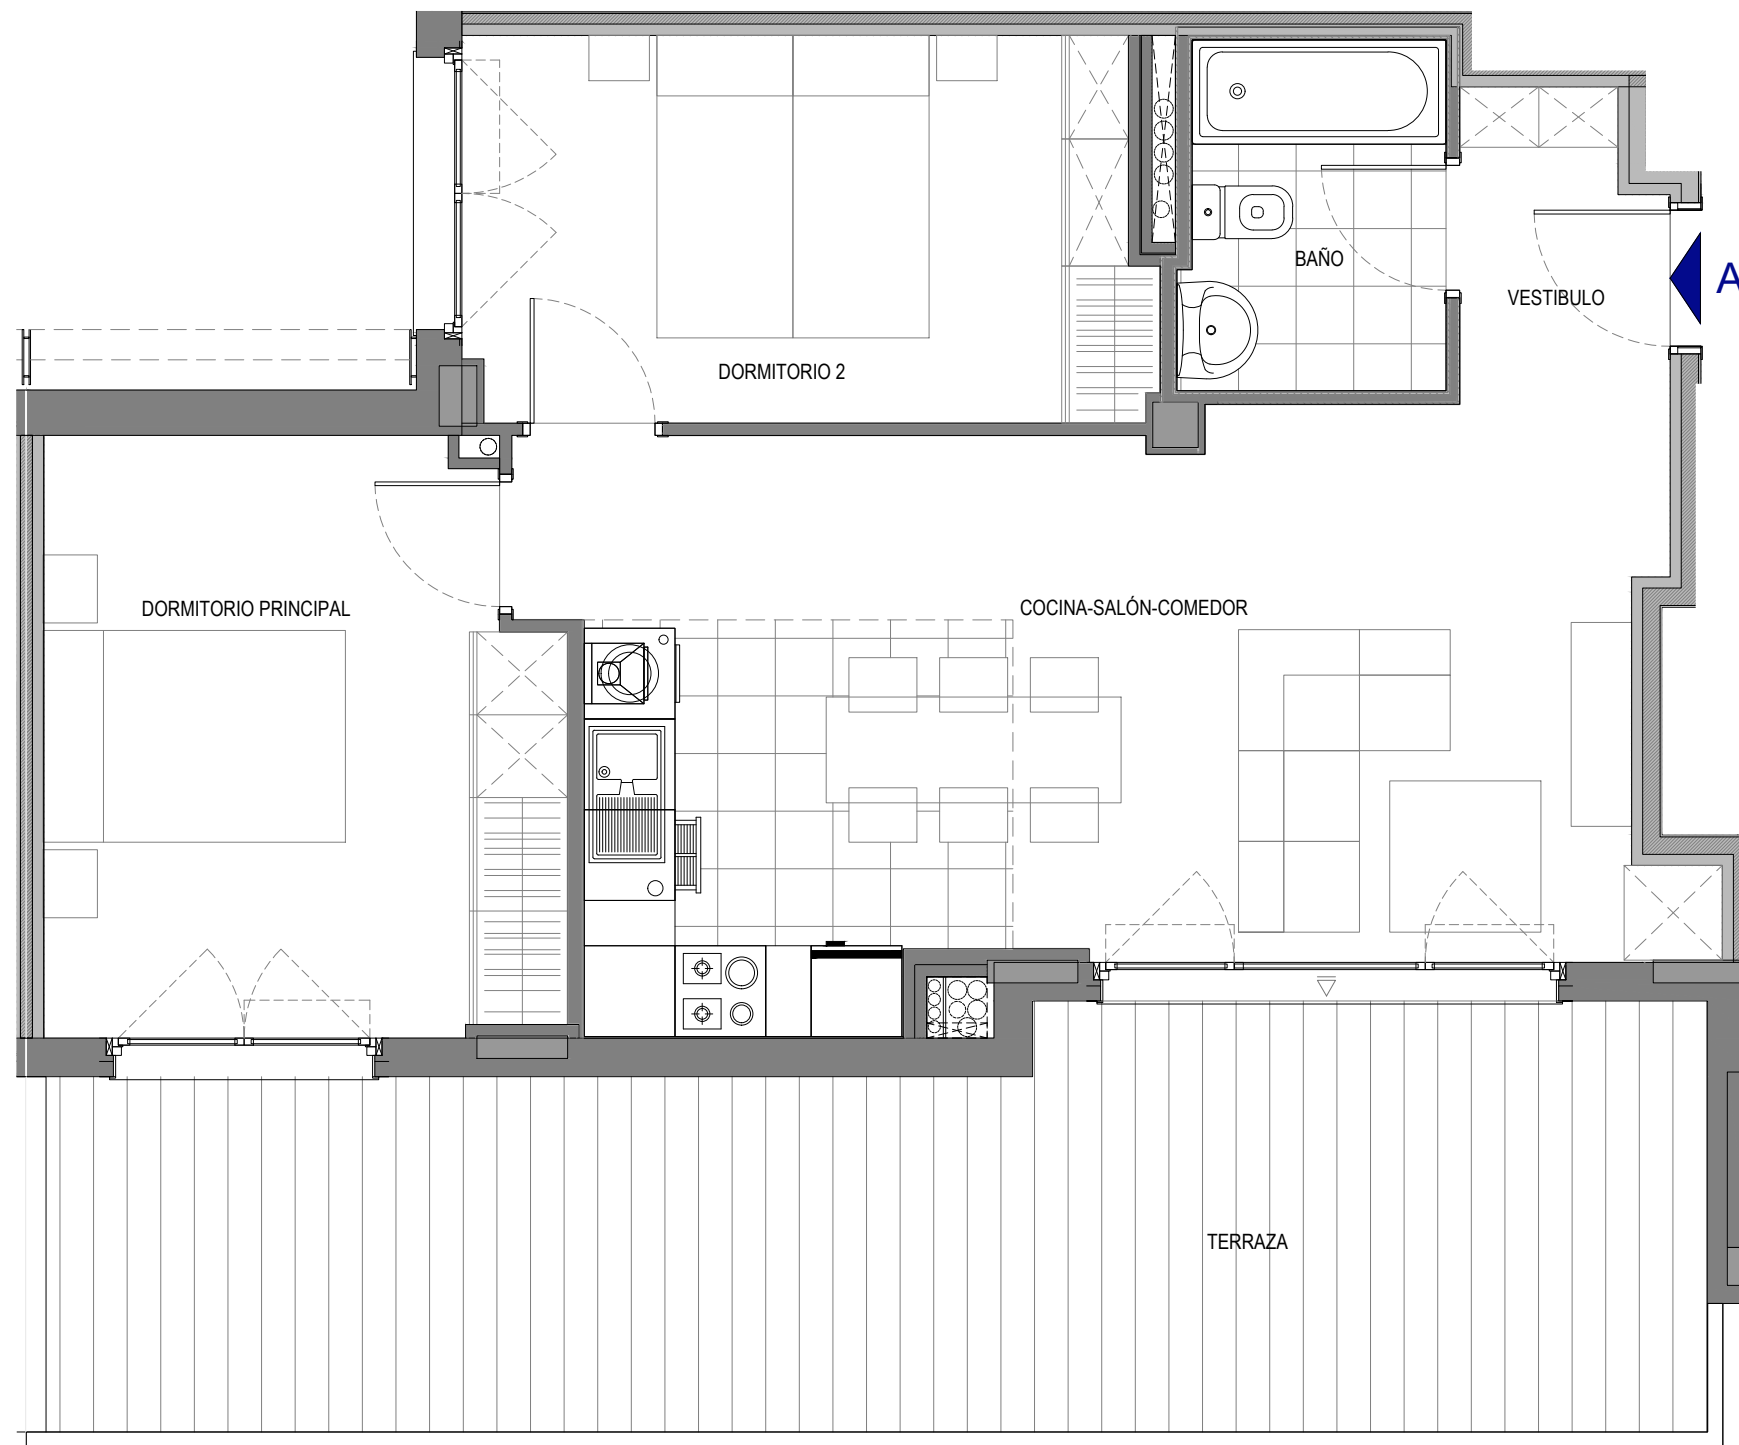 BAÑO
A
VESTIBULO
DORMITORIO 2
DORMITORIO PRINCIPAL
COCINA-SALÓN-COMEDOR
TERRAZA